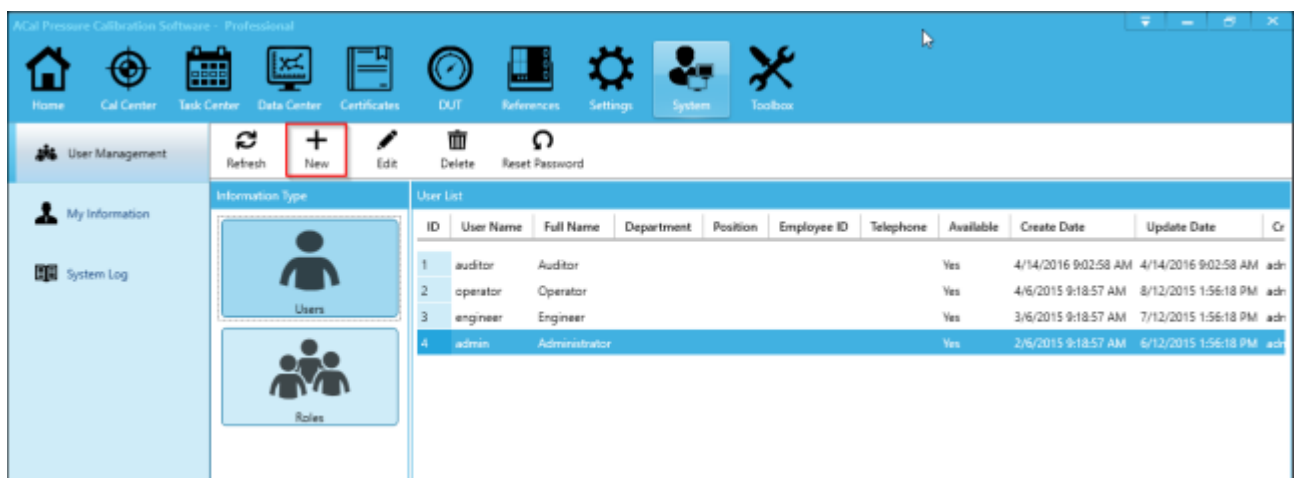 ACal Pressure Calibration Software - Professional
Home Cal Center Task Center Data Center Certificates DUT References Settings System Toolbox
User Management
Refresh New Edit Delete Reset Password
My Information
System Log
Information Type
Users
Roles
User List
ID User Name Full Name Department Position Employee ID Telephone Available Create Date Update Date Cr
1 auditor Auditor Yes 4/14/2016 9:02:58 AM 4/14/2016 9:02:58 AM adn
2 operator Operator Yes 4/6/2015 9:18:57 AM 8/12/2015 1:56:18 PM adn
3 engineer Engineer Yes 3/6/2015 9:18:57 AM 7/12/2015 1:56:18 PM adn
4 admin Administrator Yes 2/6/2015 9:18:57 AM 6/12/2015 1:56:18 PM adn